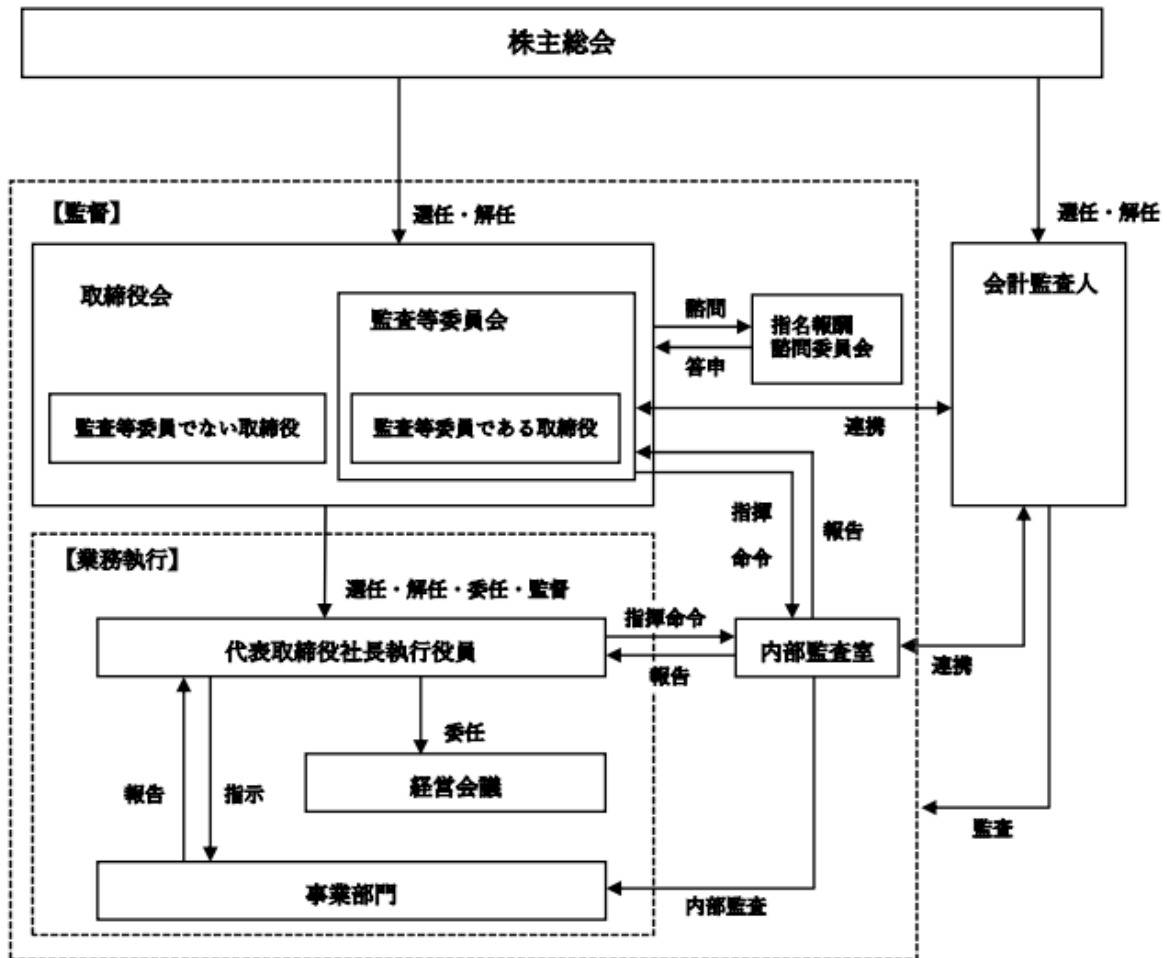 株主総会
選任・解任
選任・解任
【監督】
取締役会
監査等委員会
監査等委員でない取締役
監査等委員である取締役
諮問
答申
指名報酬
諮問委員会
会計監査人
連携
指揮
命令
報告
【業務執行】
選任・解任・委任・監督
代表取締役社長執行役員
指揮命令
報告
内部監査室
連携
委任
経営会議
報告
指示
監査
事業部門
内部監査